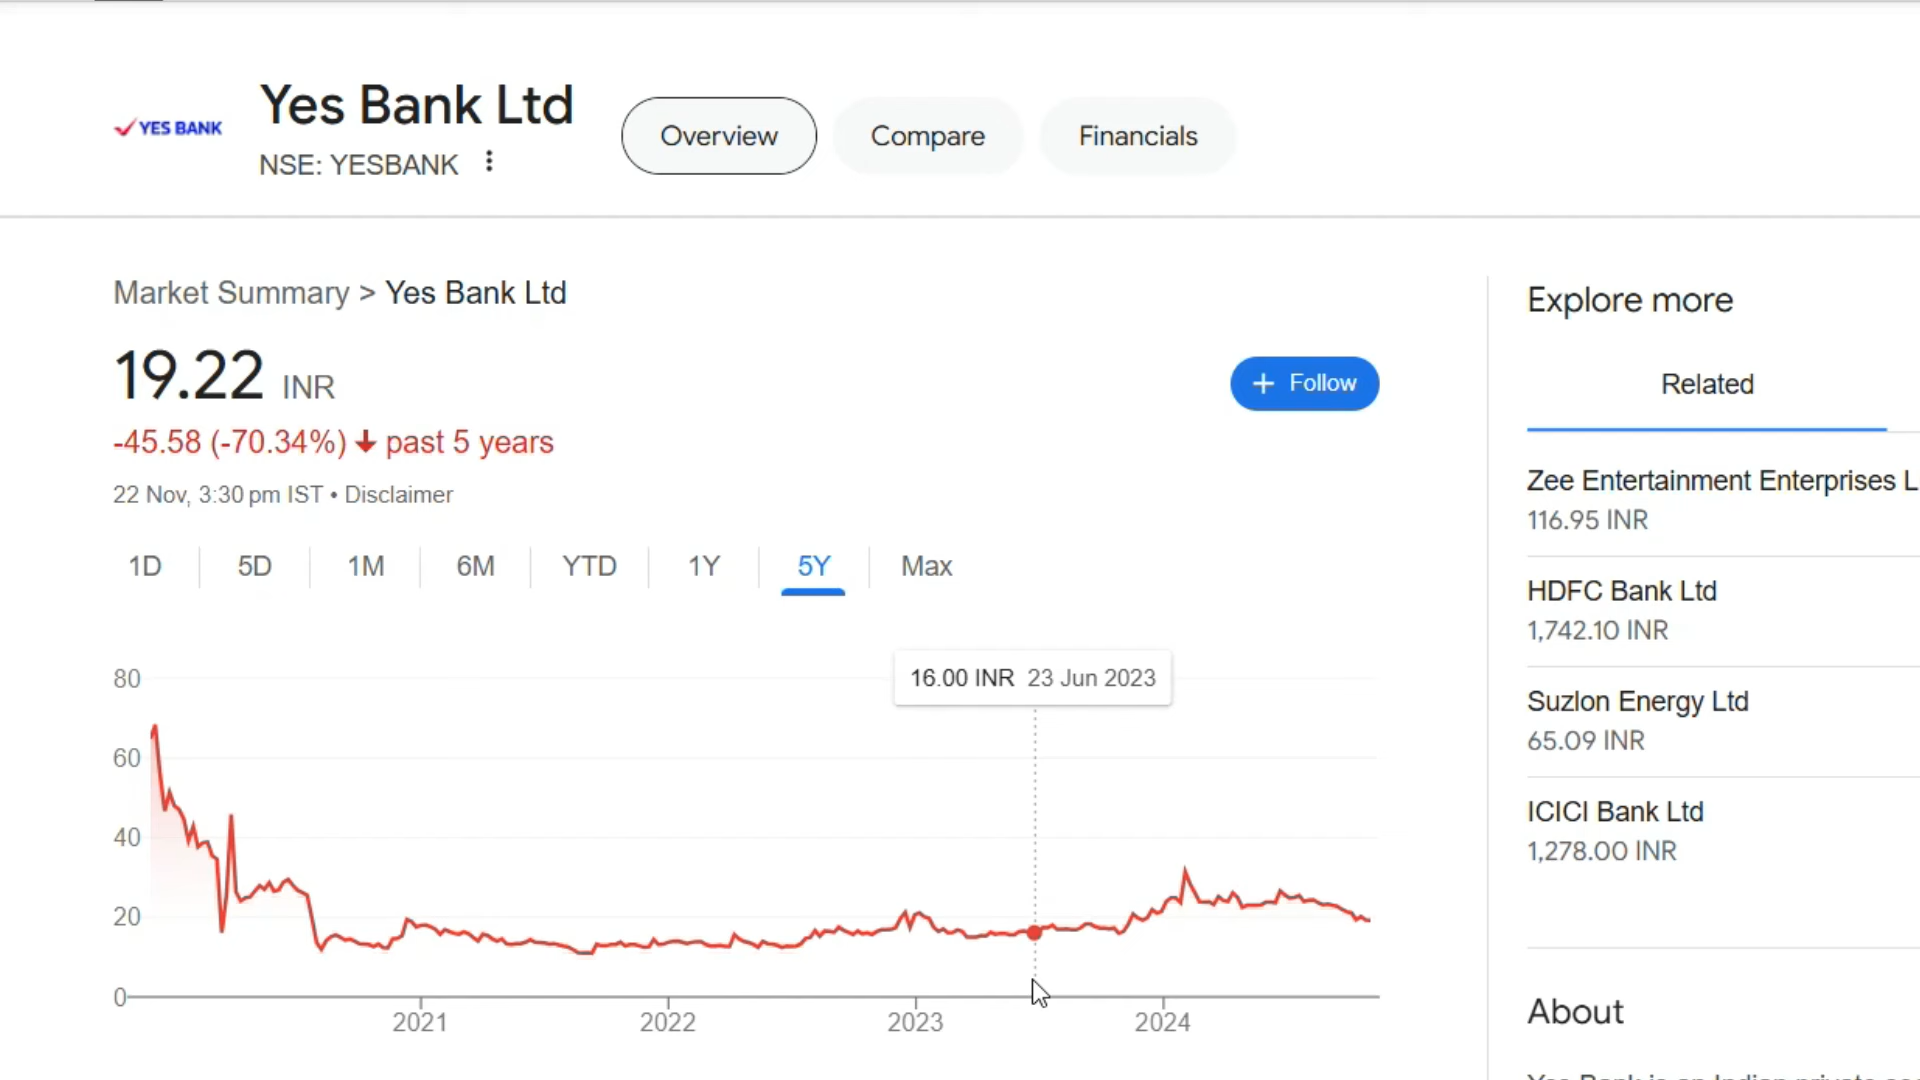 YES BANK
Yes Bank Ltd
NSE: YESBANK
Overview
Compare
Financials
Market Summary > Yes Bank Ltd
19.22 INR
+ Follow
-45.58 (-70.34%) past 5 years
22 Nov, 3:30 pm IST • Disclaimer
1D
5D
1M
6M
YTD
1Y
5Y
Max
16.00 INR 23 Jun 2023
80
60
40
20
0
2021
2022
2023
2024
Explore more
Related
Zee Entertainment Enterprises L
116.95 INR
HDFC Bank Ltd
1,742.10 INR
Suzlon Energy Ltd
65.09 INR
ICICI Bank Ltd
1,278.00 INR
About